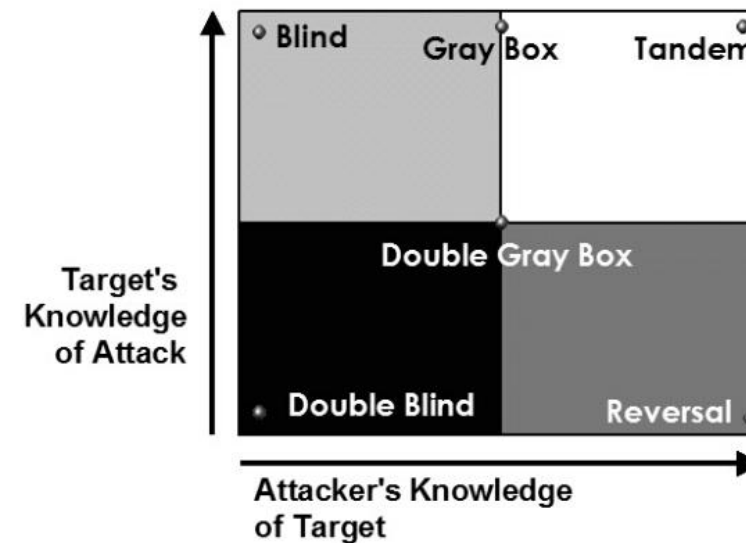 Blind
Gray Box
Tandem
Double Gray Box
Target's
Knowledge
of Attack
Double Blind
Reversal
Attacker's Knowledge
of Target